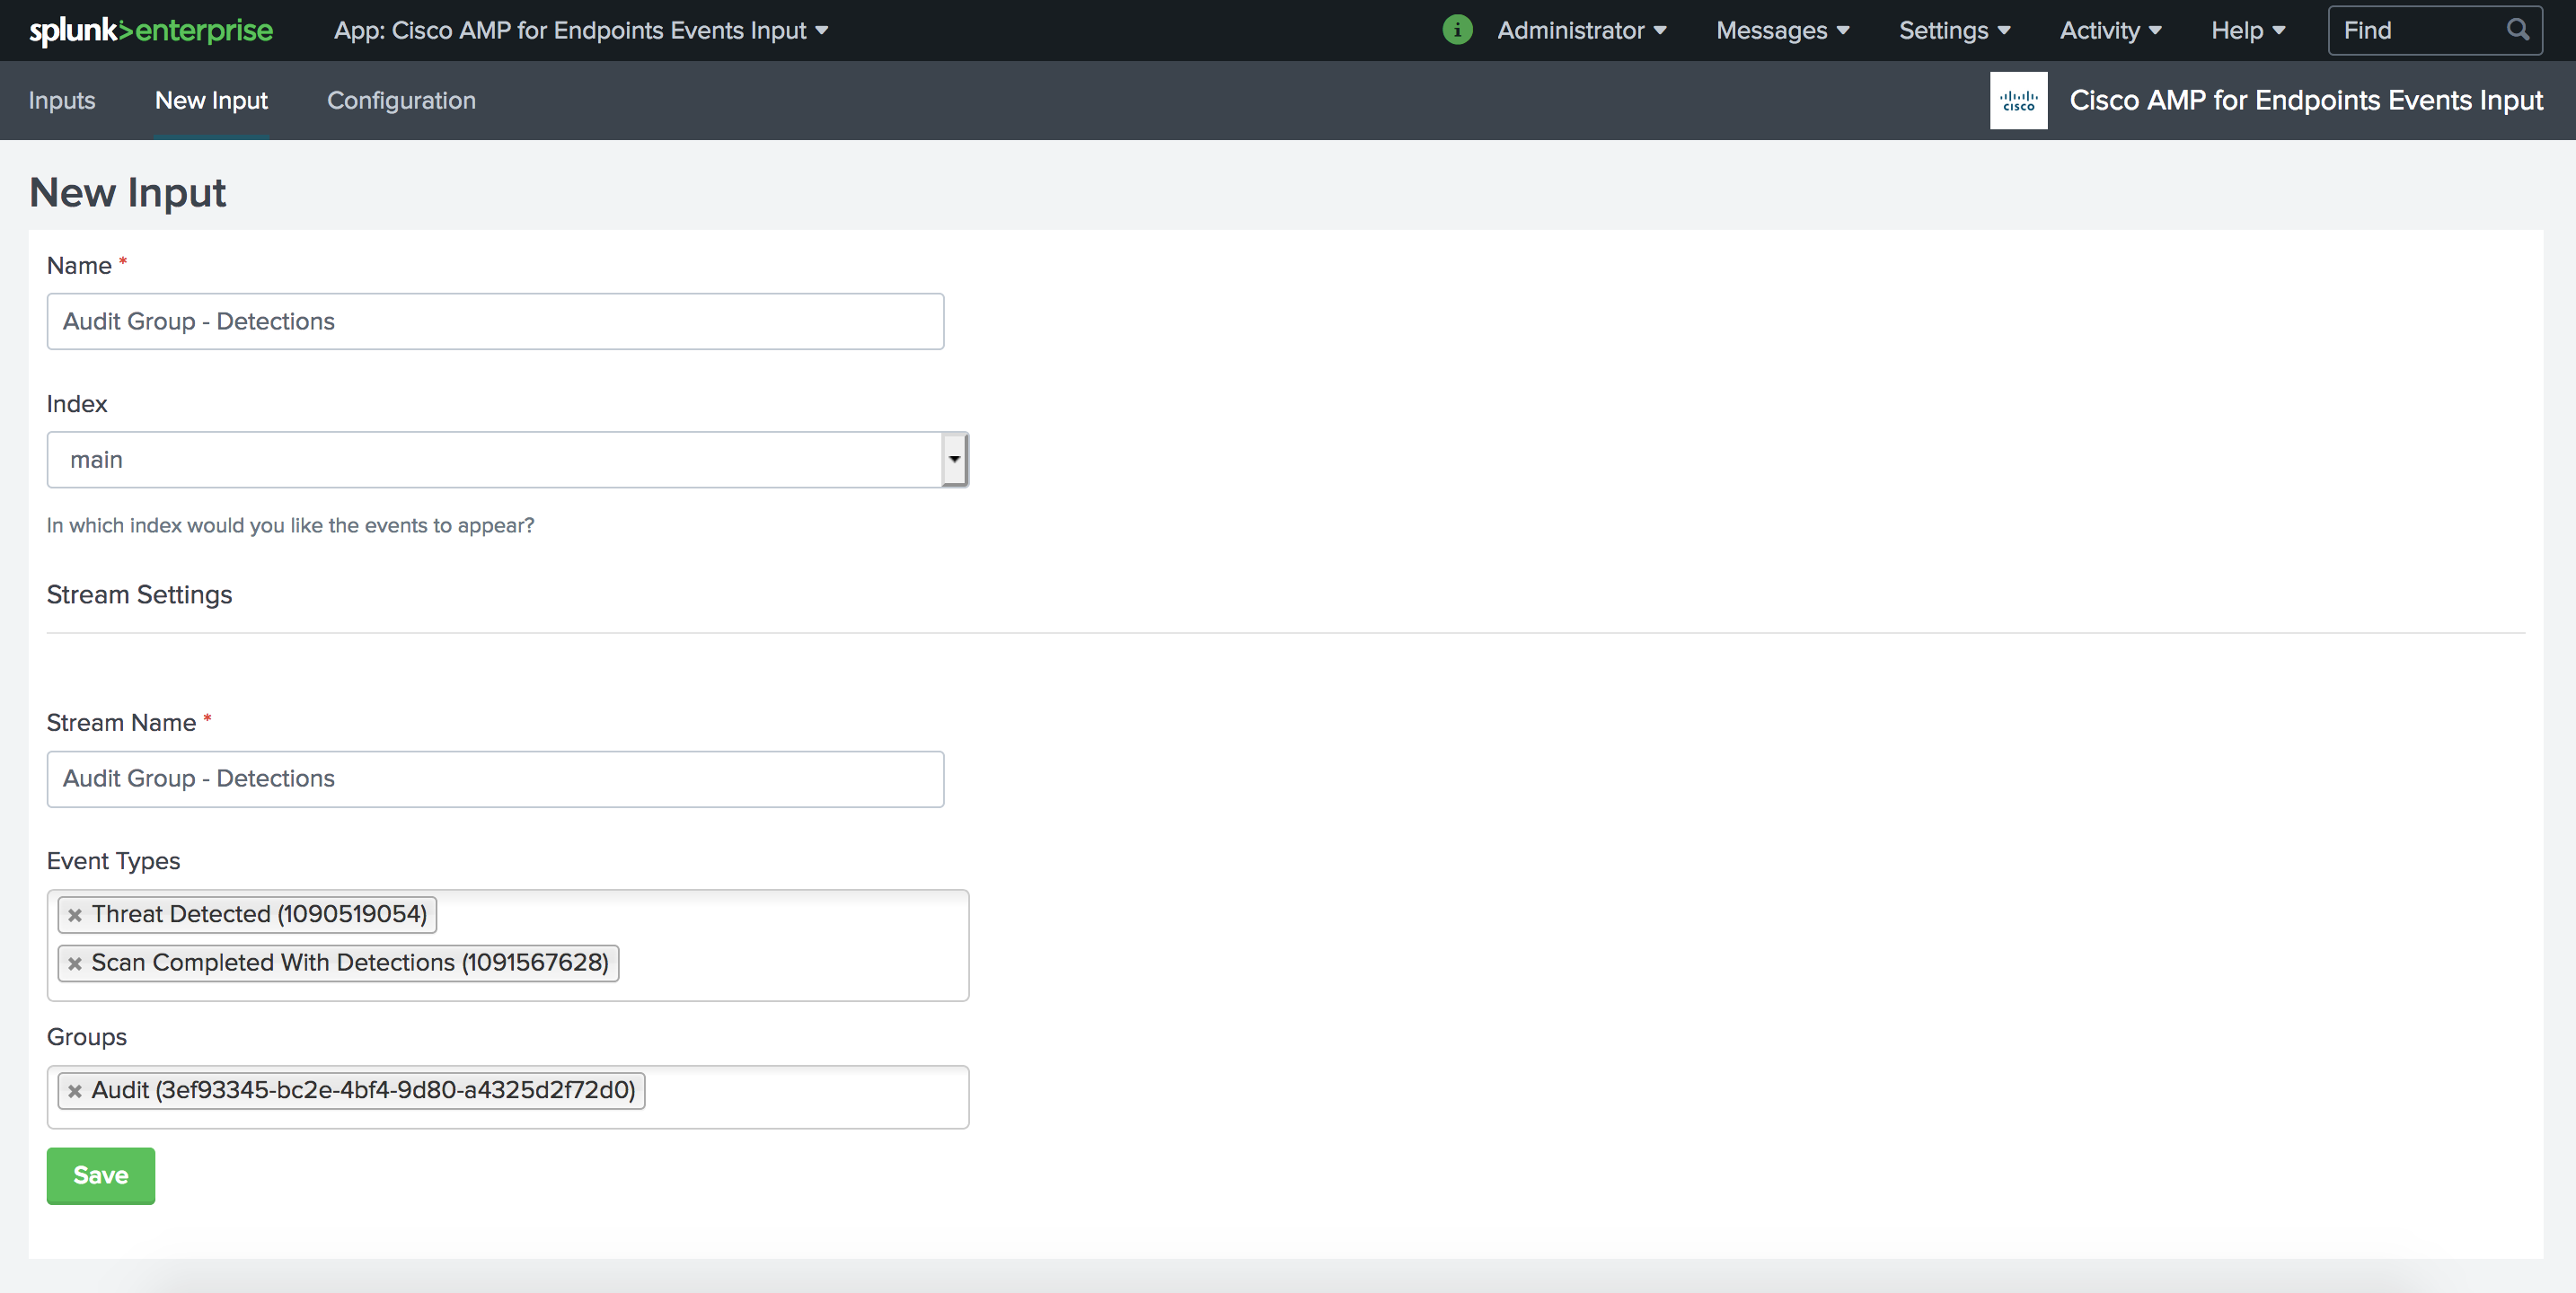 splunk>enterprise App: Cisco AMP for Endpoints Events Input i Administrator Messages Settings Activity Help Find
Inputs New Input Configuration CISCO Cisco AMP for Endpoints Events Input
New Input
Name *
Audit Group - Detections
Index
main
In which index would you like the events to appear?
Stream Settings
Stream Name *
Audit Group - Detections
Event Types
× Threat Detected (1090519054)
× Scan Completed With Detections (1091567628)
Groups
× Audit (3ef93345-bc2e-4bf4-9d80-a4325d2f72d0)
Save